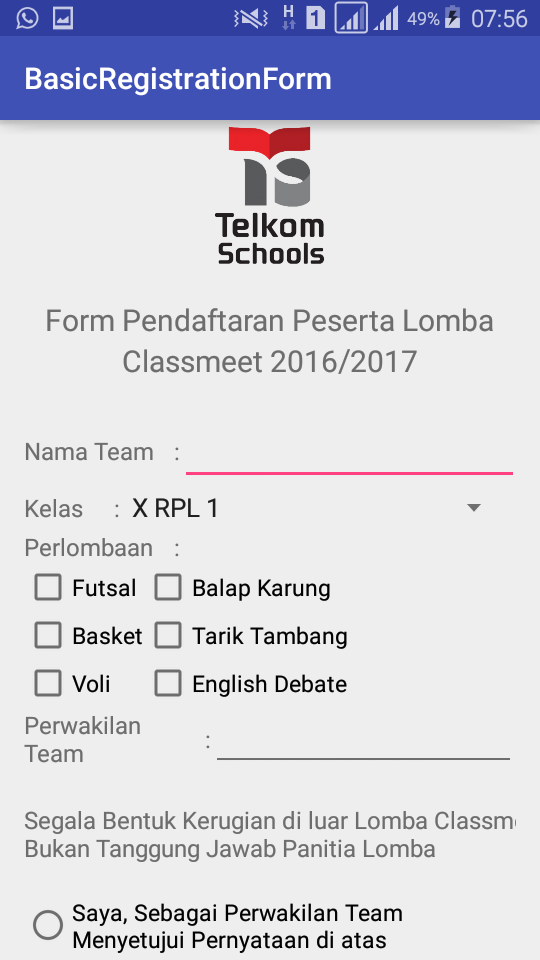 H 1 49% 07:56
BasicRegistrationForm
Telkom
Schools
Form Pendaftaran Peserta Lomba
Classmeet 2016/2017
Nama Team :
Kelas : X RPL 1
Perlombaan :
Futsal Balap Karung
Basket Tarik Tambang
Voli English Debate
Perwakilan
Team :
Segala Bentuk Kerugian di luar Lomba Classm
Bukan Tanggung Jawab Panitia Lomba
Saya, Sebagai Perwakilan Team
Menyetujui Pernyataan di atas